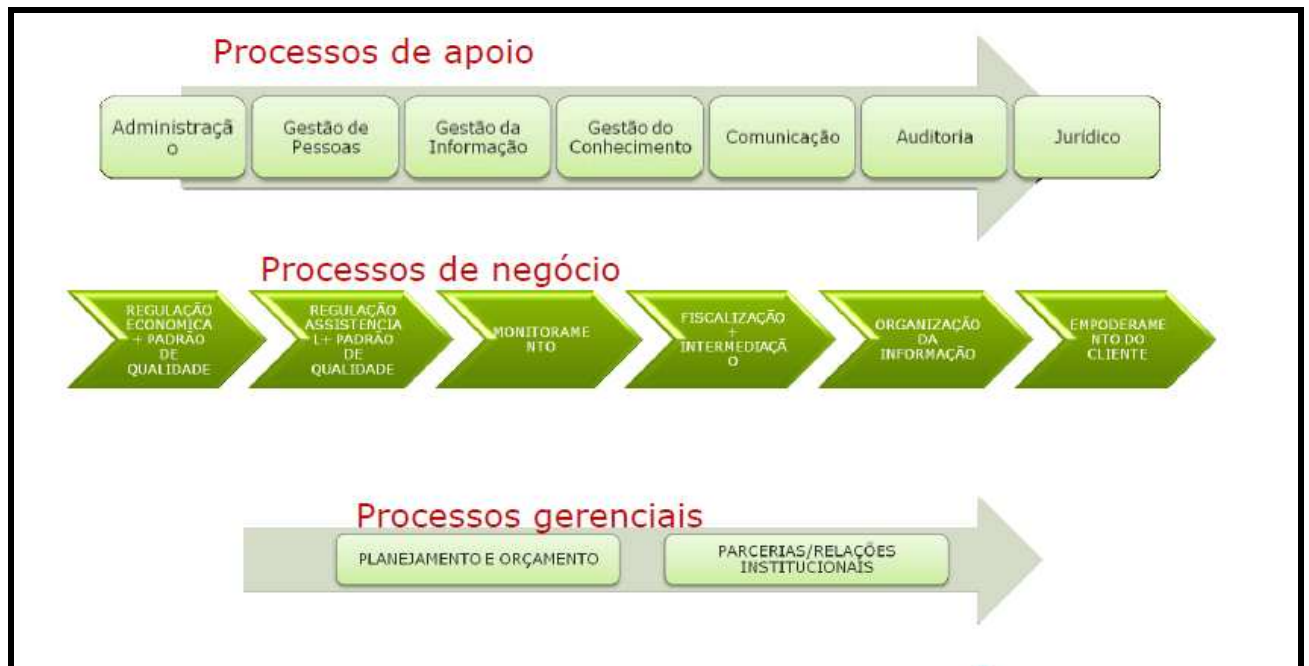 Processos de apoio
Administraçã
o
Gestão de
Pessoas
Gestão da
Informação
Gestão do
Conhecimento
Comunicação
Auditoria
Jurídico
Processos de negócio
REGULAÇÃO
ECONOMICA
+ PADRÃO
DE
QUALIDADE
REGULAÇÃO
ASSISTENCIA
L+ PADRÃO
DE
QUALIDADE
MONITORAME
NTO
FISCALIZAÇÃO
+
INTERMEDIAÇÃ
O
ORGANIZAÇÃO
DA
INFORMAÇÃO
EMPODERAME
NTO DO
CLIENTE
Processos gerenciais
PLANEJAMENTO E ORÇAMENTO
PARCERIAS/RELAÇÕES
INSTITUCIONAIS